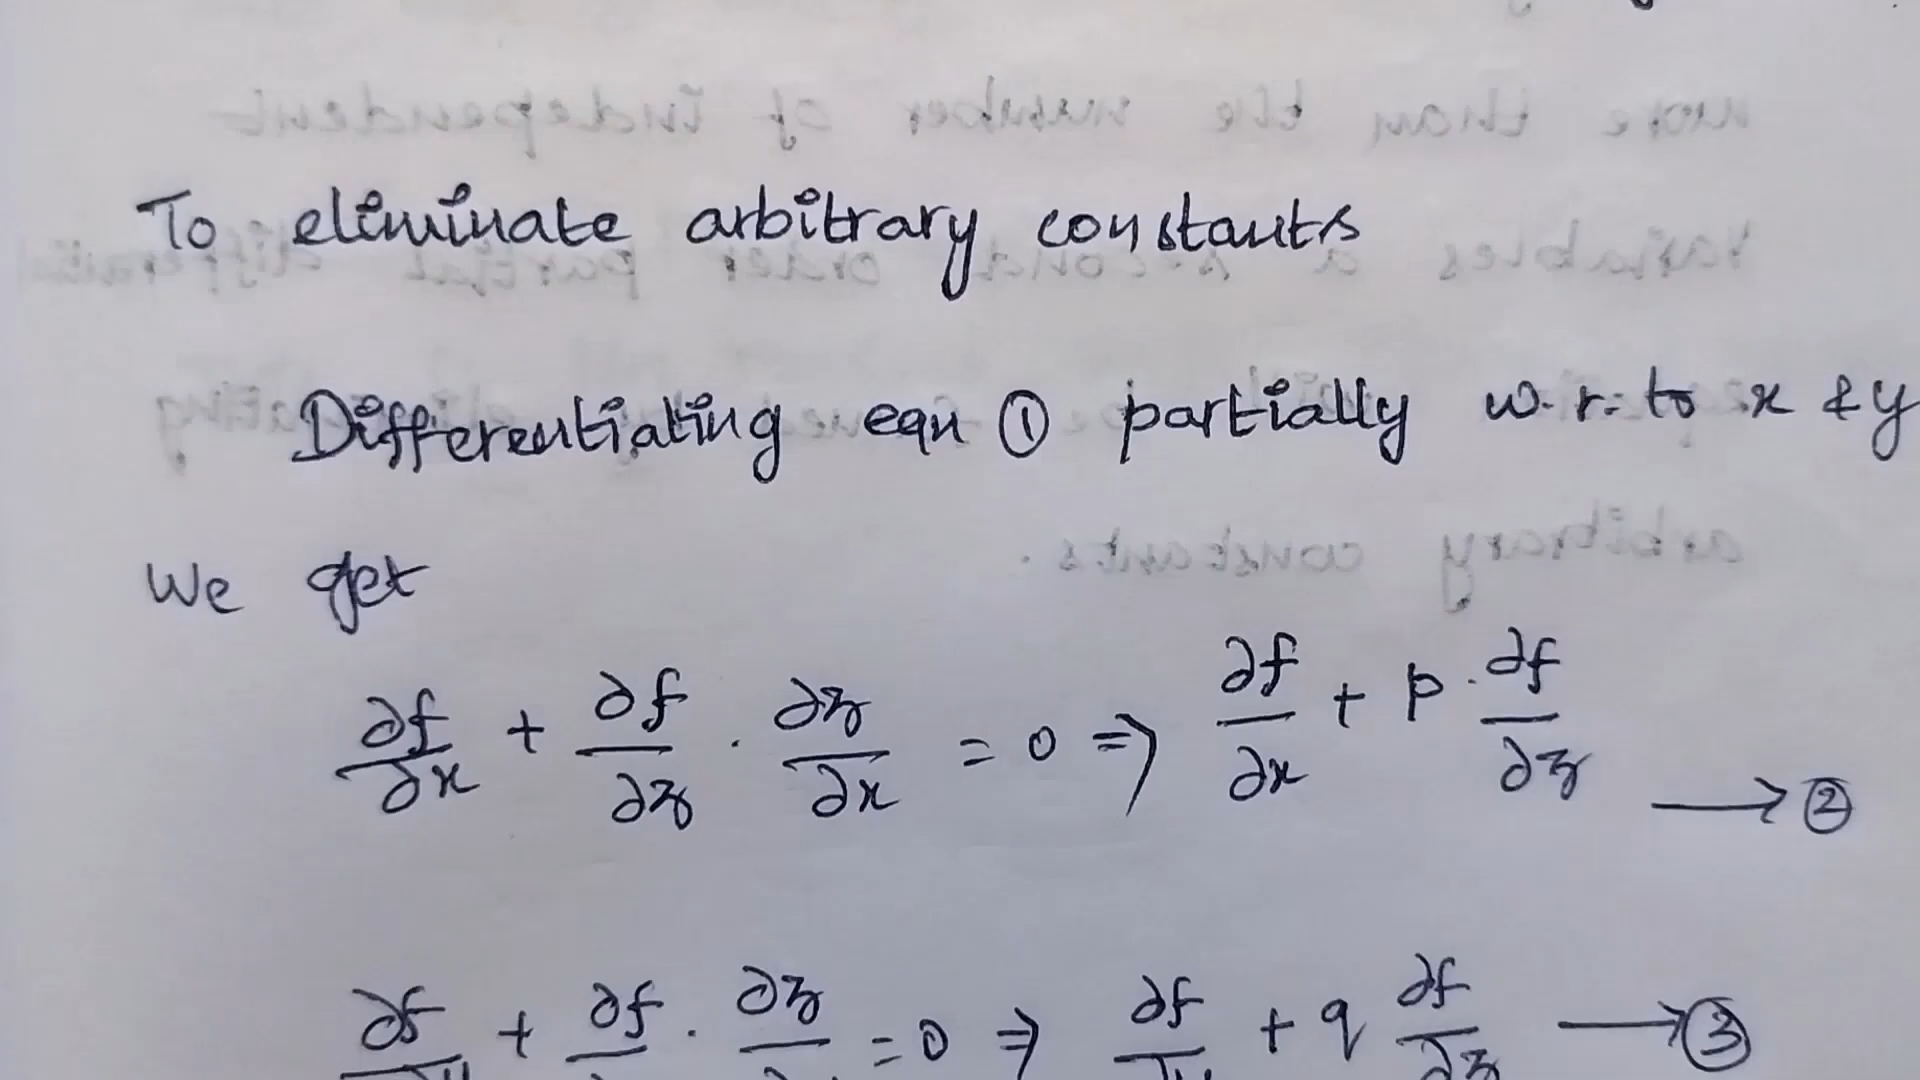 To eliminate arbitrary constants
Differentiating eqn ① partially w.r. to x & y
We get
∂f/∂x + ∂f/∂z . ∂z/∂x = 0 ⇒ ∂f/∂x + p . ∂f/∂z → ②
∂f/∂y + ∂f/ . ∂z/ = 0 ⇒ ∂f/∂y + q ∂f/∂z → ③